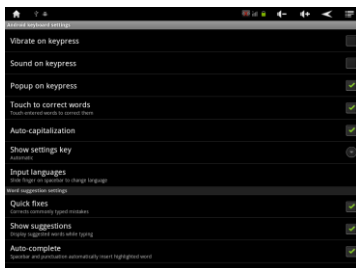 Android keyboard settings
Vibrate on keypress
Sound on keypress
Popup on keypress
Touch to correct words
Touch entered words to correct them
Auto-capitalization
Show settings key
Automatic
Input languages
Slide finger on spacebar to change language
Word suggestion settings
Quick fixes
Corrects commonly typed mistakes
Show suggestions
Display suggested words while typing
Auto-complete
Spacebar and punctuation automatically insert highlighted word